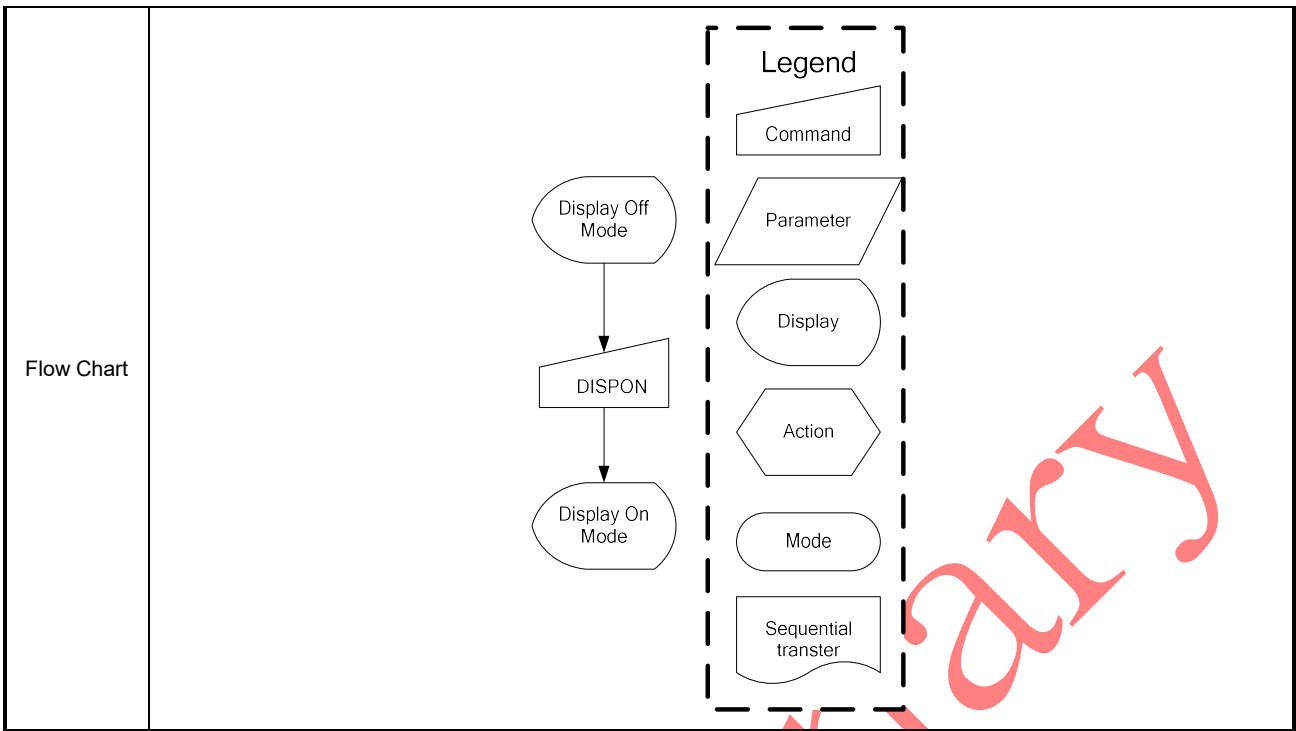 Flow Chart
Display Off
Mode
DISPON
Display On
Mode
Legend
Command
Parameter
Display
Action
Mode
Sequential
transter
ary